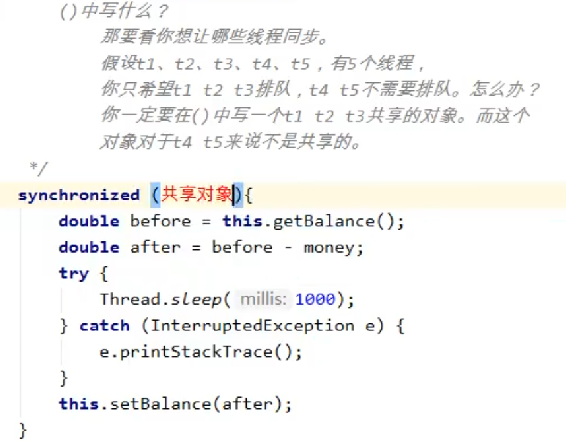 ()中写什么？
那要看你想让哪些线程同步。
假设t1、t2、t3、t4、t5，有5个线程，
你只希望t1 t2 t3排队，t4 t5不需要排队。怎么办？
你一定要在()中写一个t1 t2 t3共享的对象。而这个
对象对于t4 t5来说不是共享的。
*/
synchronized (共享对象){
double before = this.getBalance();
double after = before - money;
try {
Thread.sleep( millis: 1000);
} catch (InterruptedException e) {
e.printStackTrace();
}
this.setBalance(after);
}